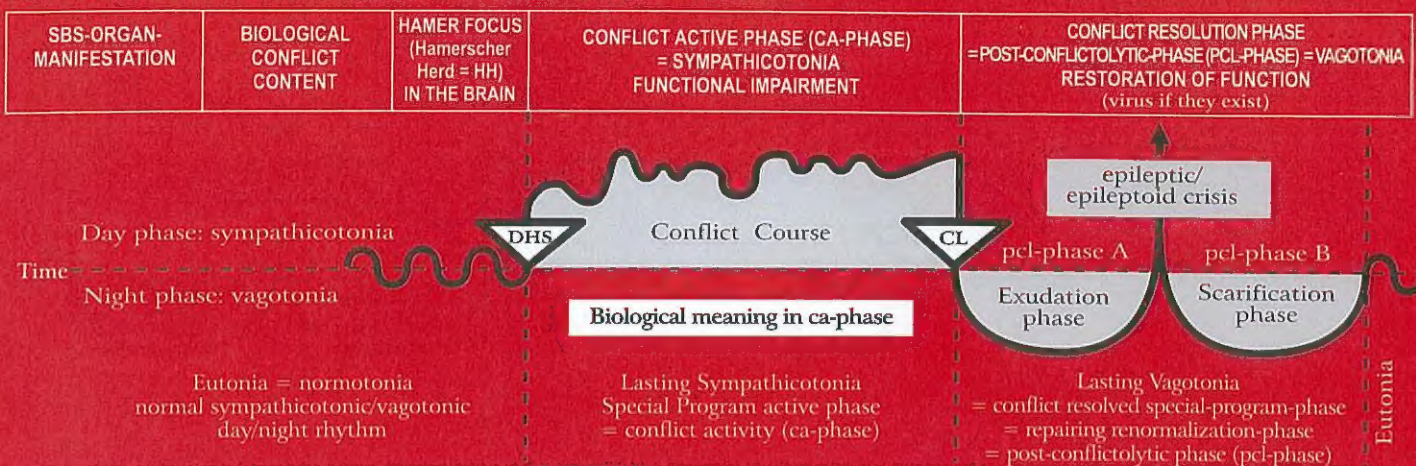 SBS-ORGAN-
MANIFESTATION
BIOLOGICAL
CONFLICT
CONTENT
HAMER FOCUS
(Hamerscher
Herd = HH)
IN THE BRAIN
CONFLICT ACTIVE PHASE (CA-PHASE)
= SYMPATHICOTONIA
FUNCTIONAL IMPAIRMENT
CONFLICT RESOLUTION PHASE
=POST-CONFLICTOLYTIC-PHASE (PCL-PHASE) =VAGOTONIA
RESTORATION OF FUNCTION
(virus if they exist)
epileptic/
epileptoid crisis
Day phase: sympathicotonia
DHS
Conflict Course
CL
pcl-phase A
pcl-phase B
Time
Night phase: vagotonia
Exudation
phase
Scarification
phase
Biological meaning in ca-phase
Eutonia = normotonia
normal sympathicotonic/vagotonic
day/night rhythm
Lasting Sympathicotonia
Special Program active phase
= conflict activity (ca-phase)
Lasting Vagotonia
= conflict resolved special-program-phase
= repairing renormalization-phase
= post-conflictolytic phase (pcl-phase)
Eutonia